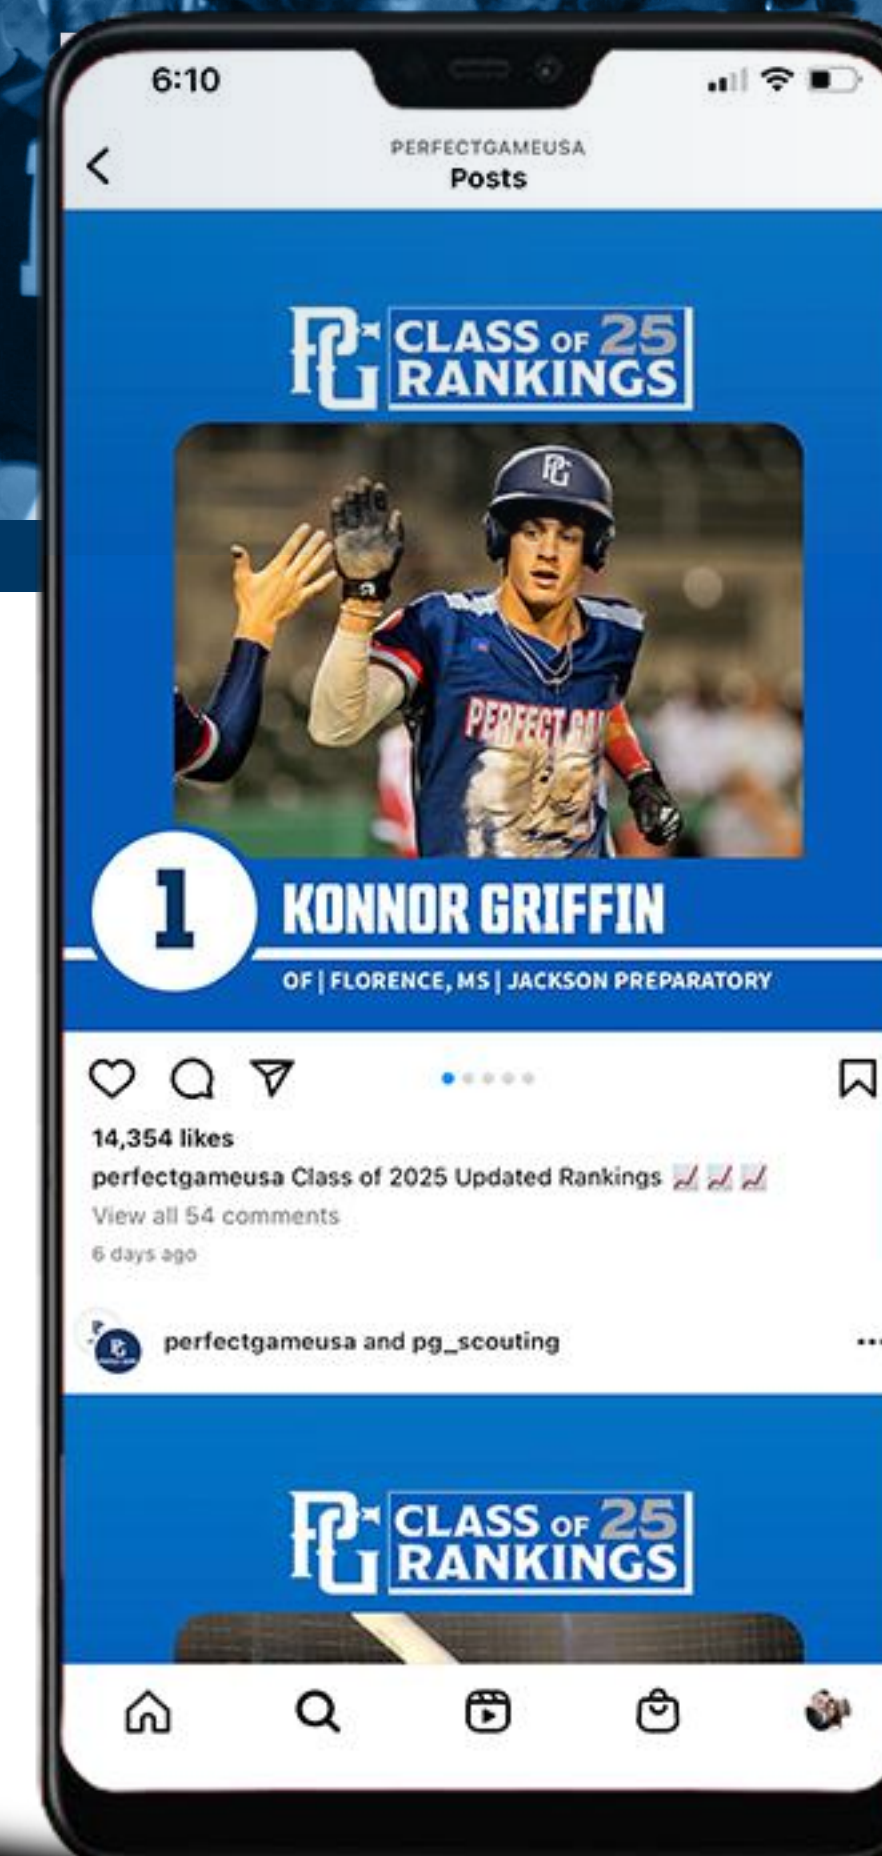 6:10
PERFECTGAMEUSA
Posts
PG CLASS OF 25
RANKINGS
PG
PERFECT GA
1
KONNOR GRIFFIN
OF | FLORENCE, MS | JACKSON PREPARATORY
14,354 likes
perfectgameusa Class of 2025 Updated Rankings 📈 📈 📈
View all 54 comments
6 days ago
perfectgameusa and pg_scouting
PG CLASS OF 25
RANKINGS